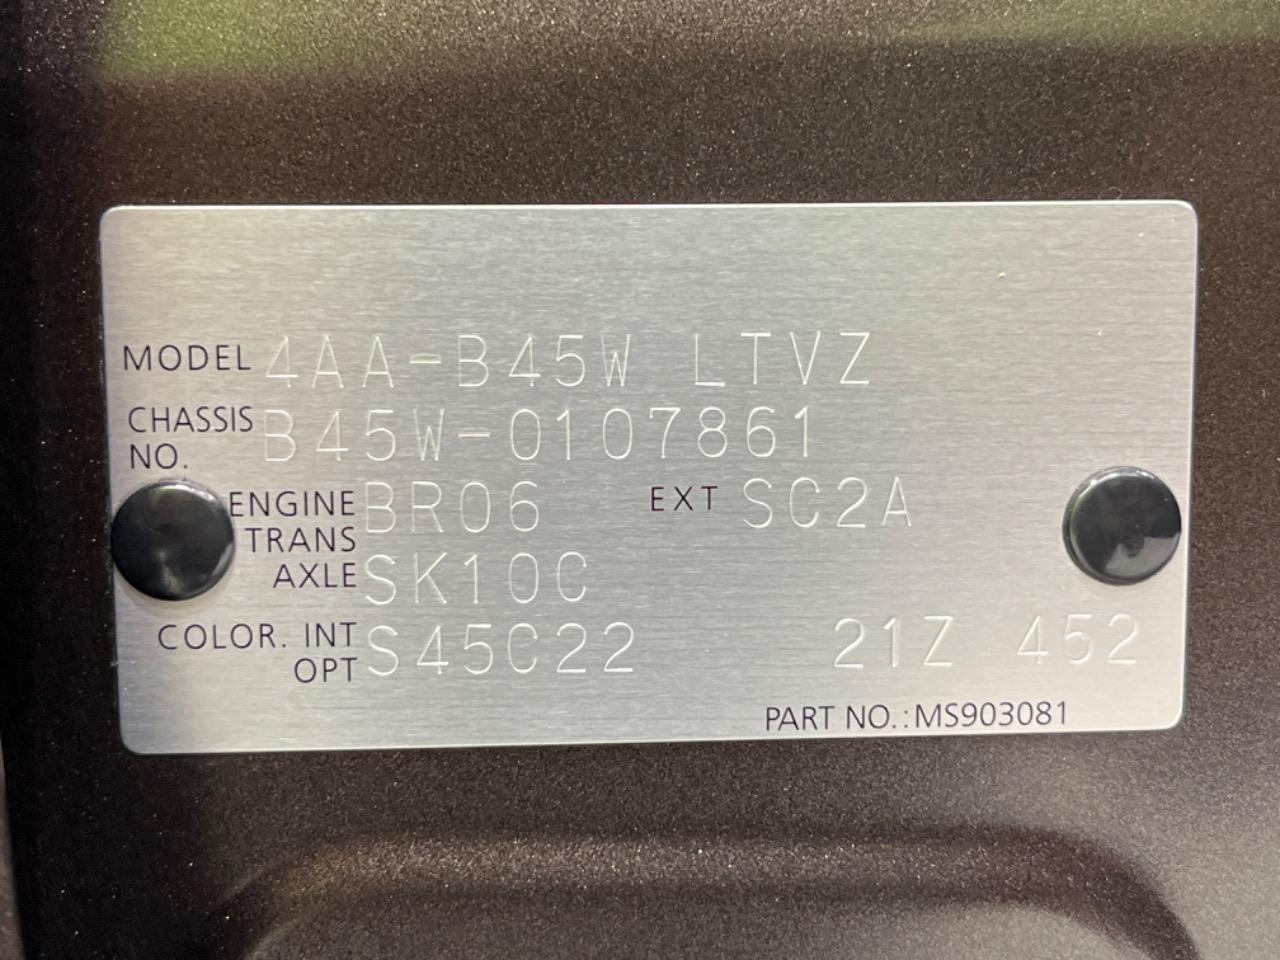 MODEL 4AA-B45W LTVZ
CHASSIS NO. B45W-0107861
ENGINE BR06 EXT SC2A
TRANS AXLE SK10C
COLOR. INT OPT S45C22 21Z 452
PART NO.:MS903081